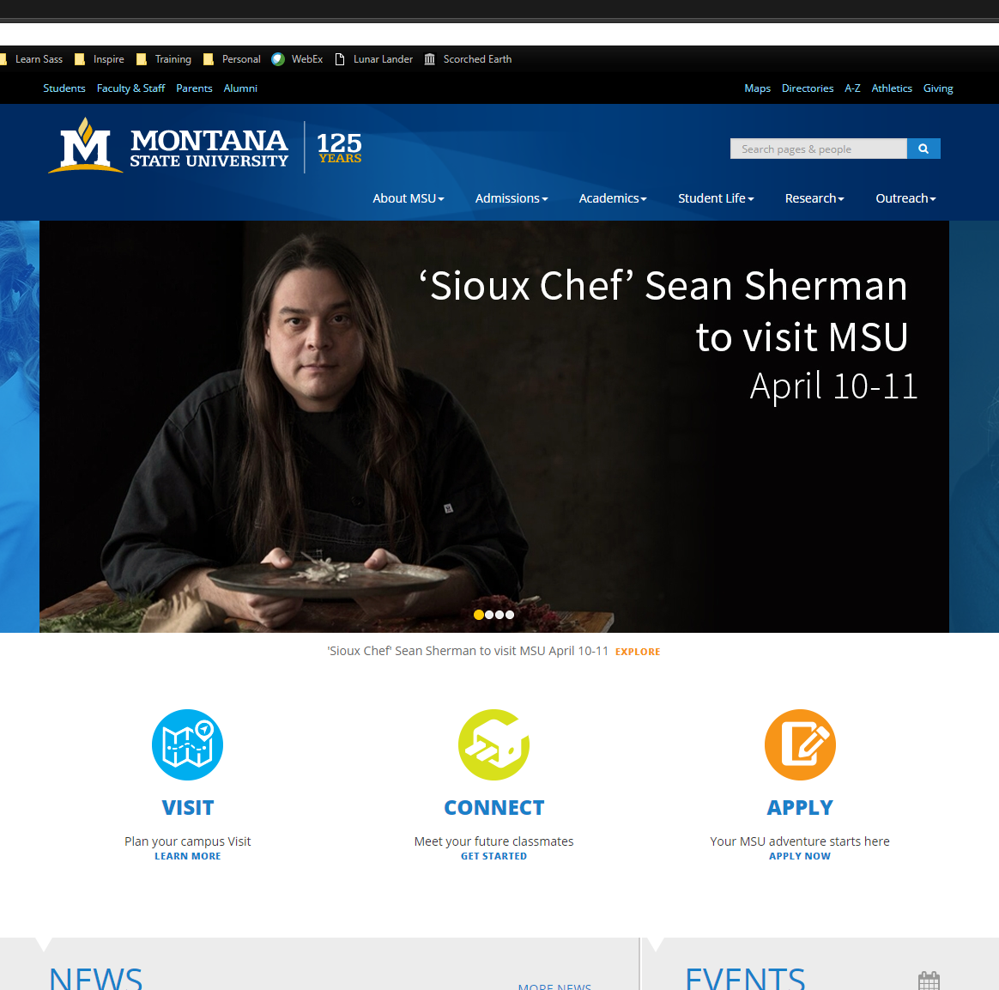 Learn Sass Inspire Training Personal WebEx Lunar Lander Scorched Earth
Students Faculty & Staff Parents Alumni Maps Directories A-Z Athletics Giving
M MONTANA
STATE UNIVERSITY
125
YEARS
Search pages & people
About MSU Admissions Academics Student Life Research Outreach
‘Sioux Chef’ Sean Sherman
to visit MSU
April 10-11
'Sioux Chef' Sean Sherman to visit MSU April 10-11 EXPLORE
VISIT
Plan your campus Visit
LEARN MORE
CONNECT
Meet your future classmates
GET STARTED
APPLY
Your MSU adventure starts here
APPLY NOW
NEWS
MORE NEWS
EVENTS